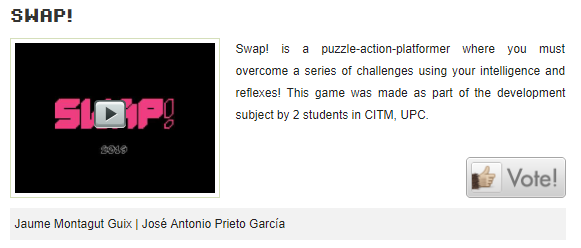 SWAP!
SWAP!
2019
Swap! is a puzzle-action-platformer where you must
overcome a series of challenges using your intelligence and
reflexes! This game was made as part of the development
subject by 2 students in CITM, UPC.
Vote!
Jaume Montagut Guix | José Antonio Prieto García